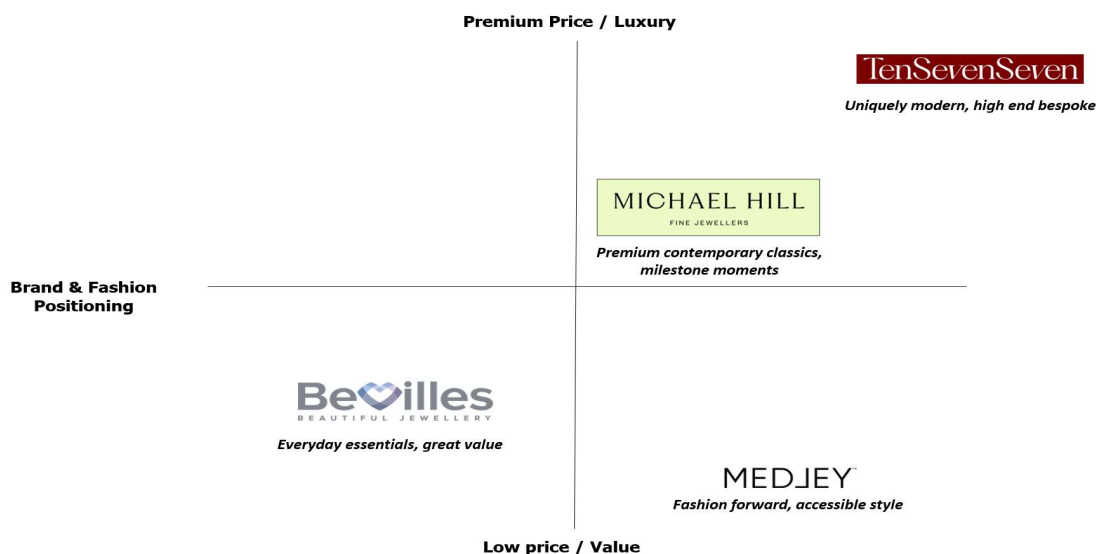 Premium Price / Luxury
TenSevenSeven
Uniquely modern, high end bespoke
MICHAEL HILL
FINE JEWELLERS
Premium contemporary classics,
milestone moments
Brand & Fashion
Positioning
Bevilles
BEAUTIFUL JEWELLERY
Everyday essentials, great value
MEDLEY™
Fashion forward, accessible style
Low price / Value